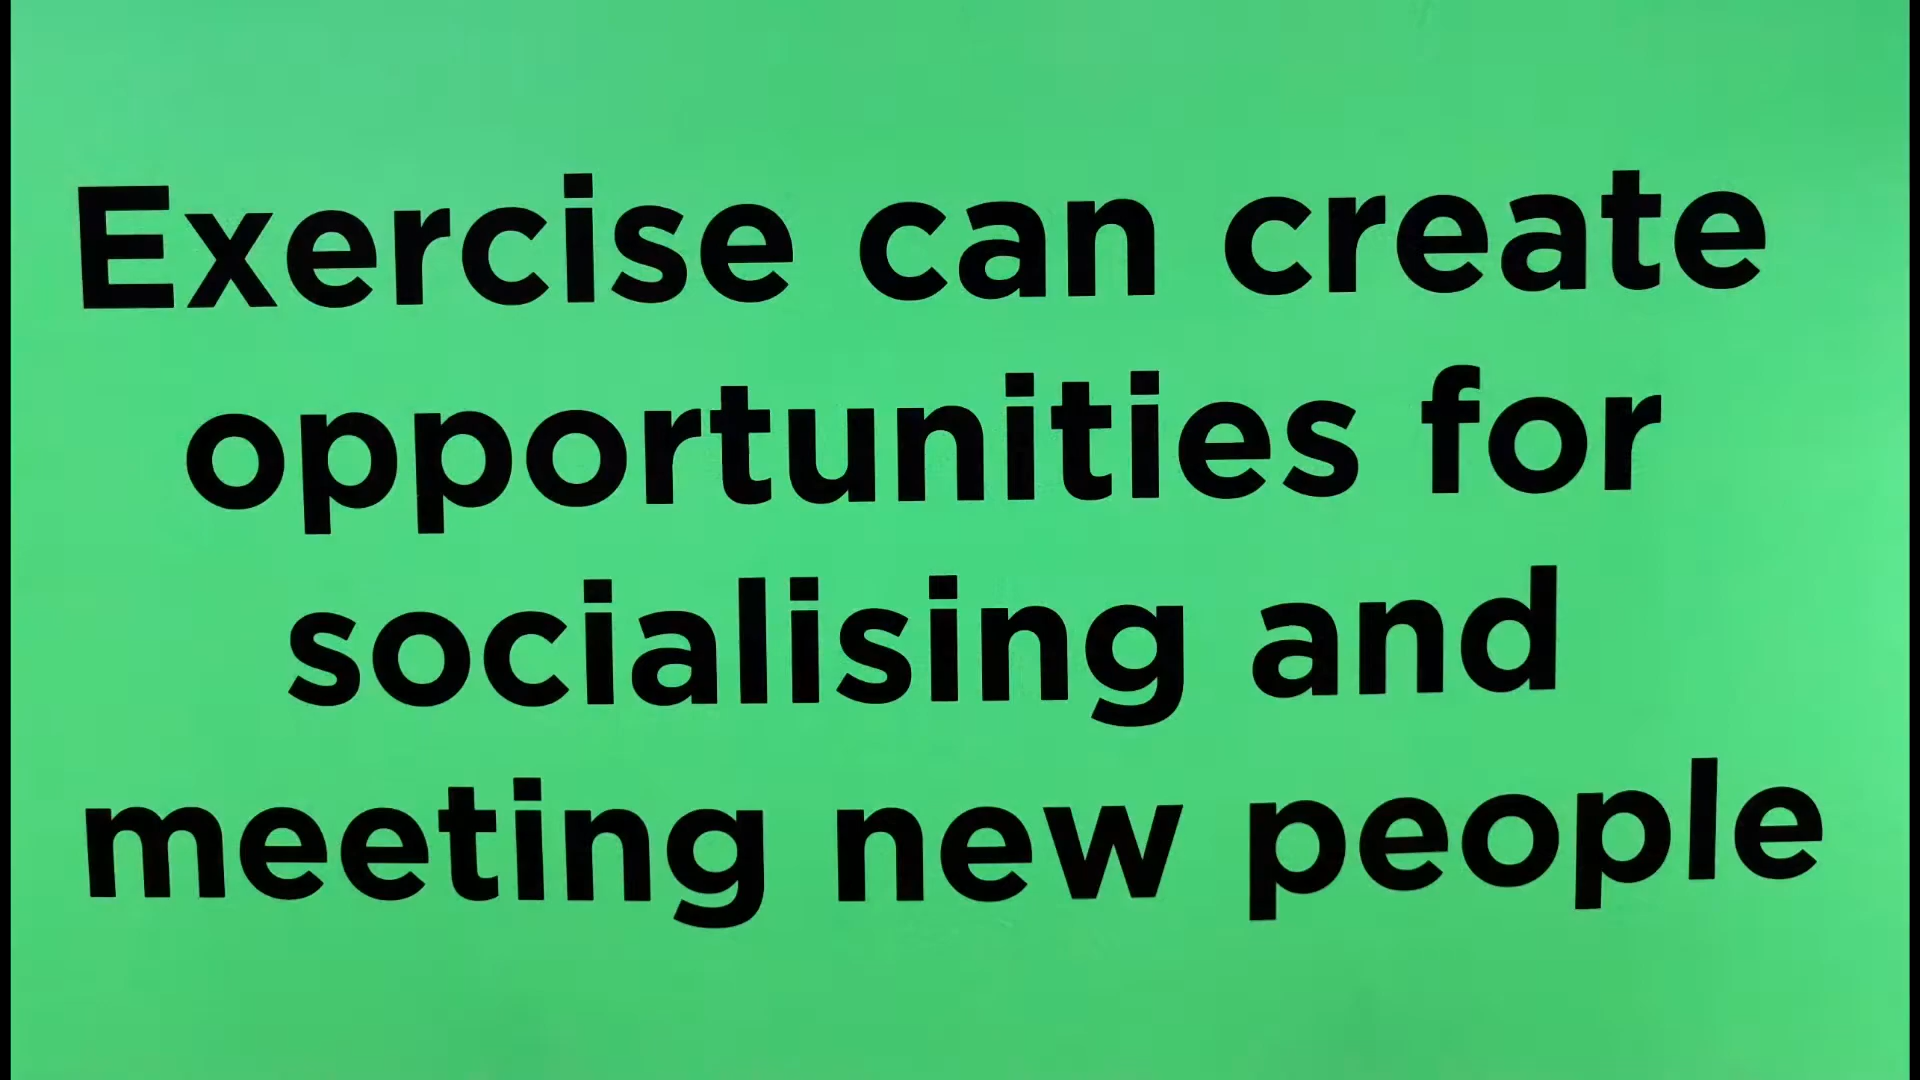 Exercise can create
opportunities for
socialising and
meeting new people